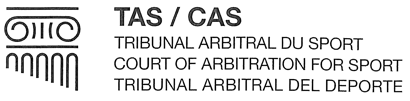 TAS / CAS
TRIBUNAL ARBITRAL DU SPORT
COURT OF ARBITRATION FOR SPORT
TRIBUNAL ARBITRAL DEL DEPORTE